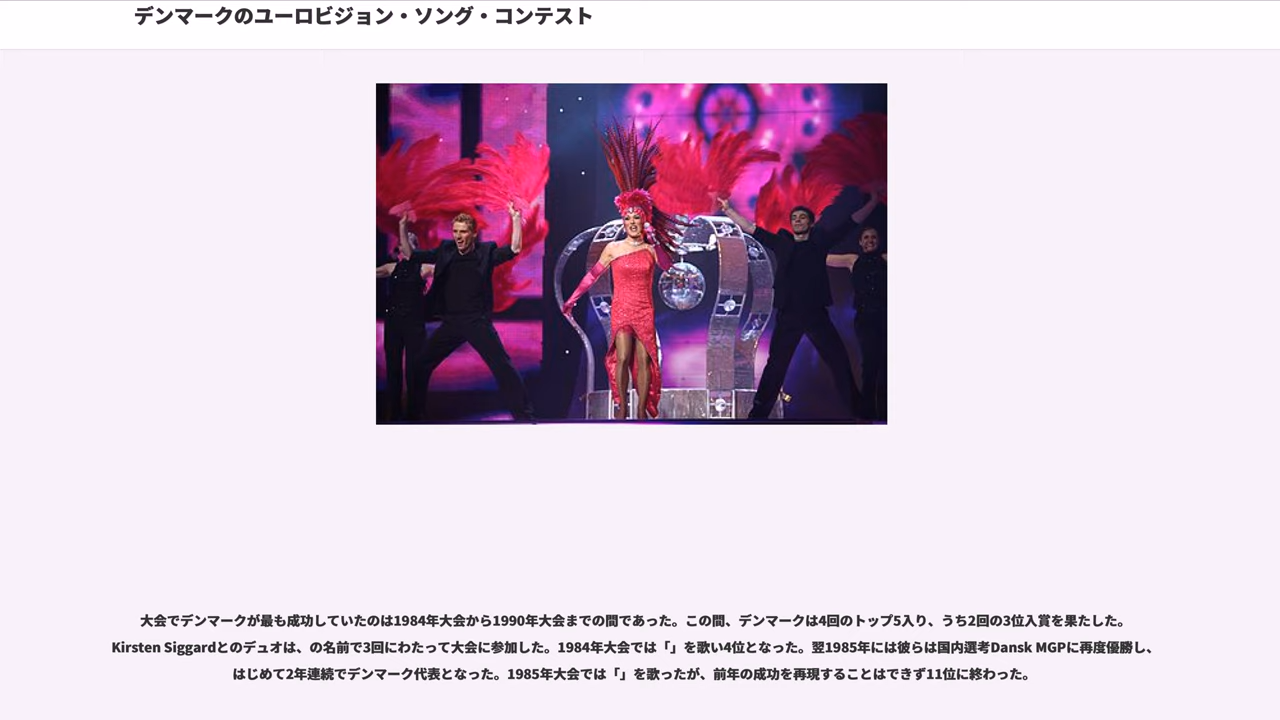 デンマークのユーロビジョン・ソング・コンテスト
大会でデンマークが最も成功していたのは1984年大会から1990年大会までの間であった。この間、デンマークは4回のトップ5入り、うち2回の3位入賞を果たした。
Kirsten Siggardとのデュオは、の名前で3回にわたって大会に参加した。1984年大会では「」を歌い4位となった。翌1985年には彼らは国内選考Dansk MGPに再度優勝し、
はじめて2年連続でデンマーク代表となった。1985年大会では「」を歌ったが、前年の成功を再現することはできず11位に終わった。